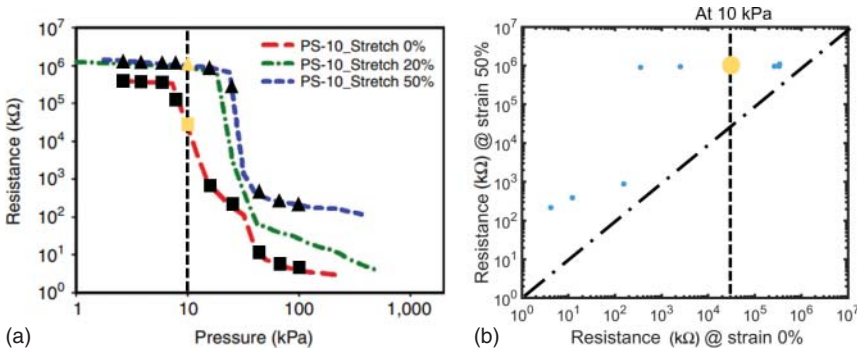 PS-10_Stretch 0%
PS-10_Stretch 20%
PS-10_Stretch 50%
Resistance (kΩ)
10⁷
10⁶
10⁵
10⁴
10³
10²
10¹
10⁰
1 10 100 1,000
Pressure (kPa)
(a)
At 10 kPa
Resistance (kΩ) @ strain 50%
10⁷
10⁶
10⁵
10⁴
10³
10²
10¹
10⁰
10⁰ 10¹ 10² 10³ 10⁴ 10⁵ 10⁶ 10⁷
Resistance (kΩ) @ strain 0%
(b)